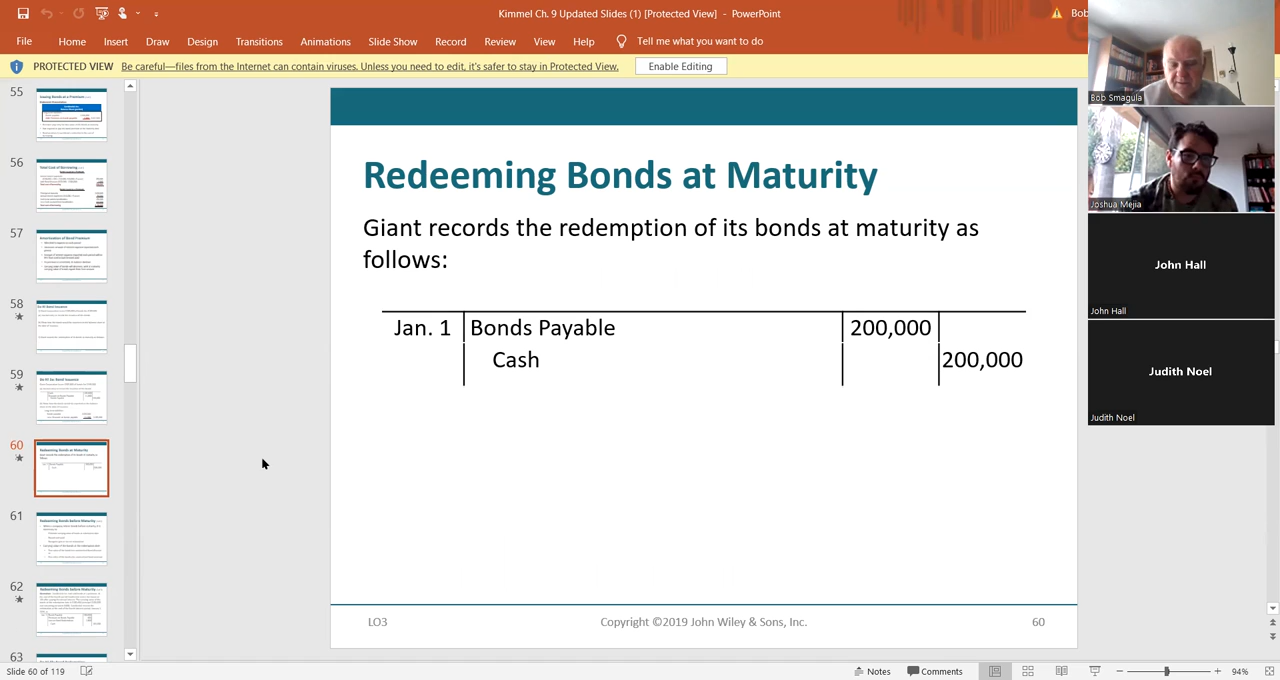 Kimmel Ch. 9 Updated Slides (1) [Protected View] - PowerPoint
Bob
File Home Insert Draw Design Transitions Animations Slide Show Record Review View Help Tell me what you want to do
PROTECTED VIEW Be careful—files from the Internet can contain viruses. Unless you need to edit, it's safer to stay in Protected View. Enable Editing
55
56
57
58
59
60
61
62
63
Redeeming Bonds at Maturity
Giant records the redemption of its bonds at maturity as
follows:
Jan. 1 Bonds Payable 200,000
Cash 200,000
LO3 Copyright ©2019 John Wiley & Sons, Inc. 60
Bob Smagula
Joshua Mejia
John Hall
John Hall
Judith Noel
Judith Noel
Slide 60 of 119 Notes Comments 94%